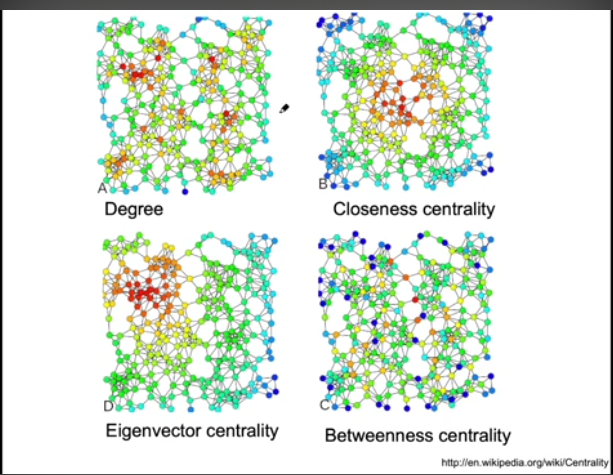 A
Degree
B
Closeness centrality
D
Eigenvector centrality
C
Betweenness centrality
http://en.wikipedia.org/wiki/Centrality